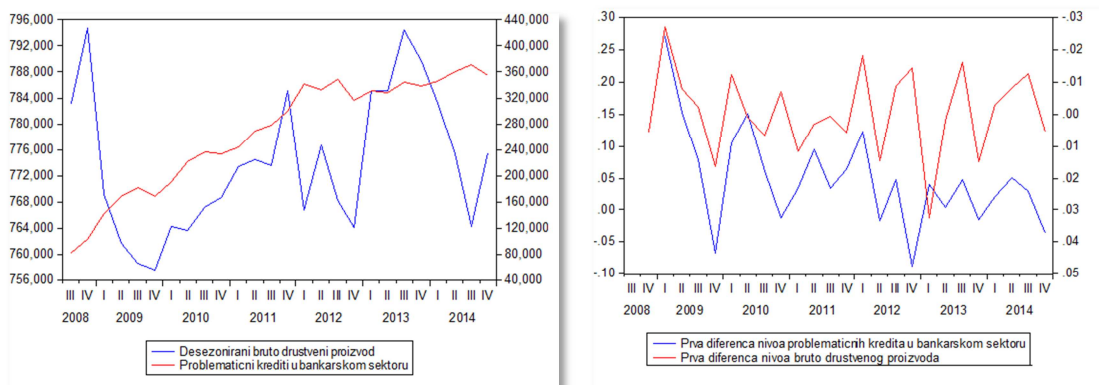 796,000 440,000
792,000 400,000
788,000 360,000
784,000 320,000
780,000 280,000
776,000 240,000
772,000 200,000
768,000 160,000
764,000 120,000
760,000 80,000
756,000 40,000
III IV I II III IV I II III IV I II III IV I II III IV I II III IV I II III IV
2008 2009 2010 2011 2012 2013 2014
Desezonirani bruto drustveni proizvod
Problematicni krediti u bankarskom sektoru
.30 -.03
.25 -.02
.20 -.01
.15 .00
.10 .01
.05 .02
.00 .03
-.05 .04
-.10 .05
III IV I II III IV I II III IV I II III IV I II III IV I II III IV I II III IV
2008 2009 2010 2011 2012 2013 2014
Prva diferenca nivoa problematicnih kredita u bankarskom sektoru
Prva diferenca nivoa bruto drustvenog proizvoda